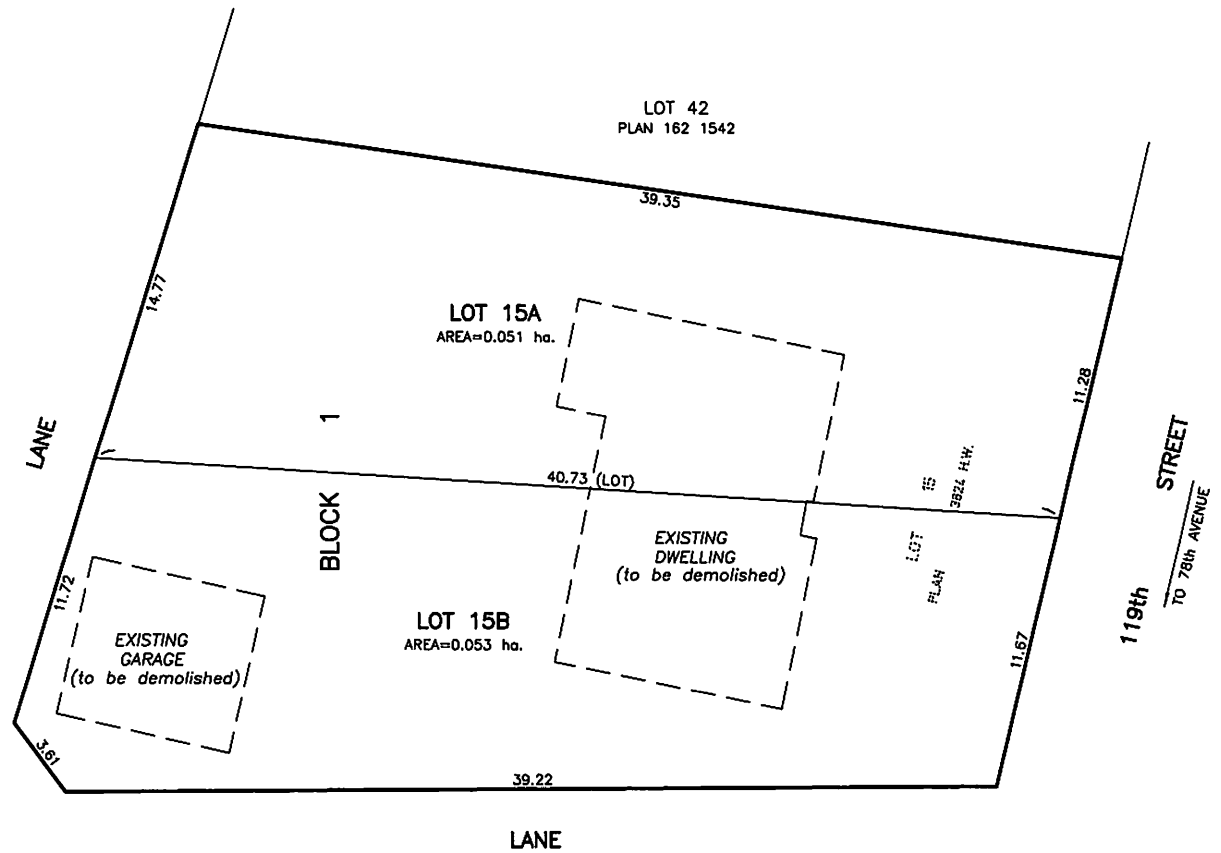 LOT 42
PLAN 162 1542
39.35
14.77
LOT 15A
AREA=0.051 ha.
11.28
LANE
BLOCK 1
40.73 (LOT)
LOT 15
PLAN 3824 H.W.
119th STREET
TO 78th AVENUE
EXISTING
DWELLING
(to be demolished)
11.72
LOT 15B
AREA=0.053 ha.
EXISTING
GARAGE
(to be demolished)
11.67
3.61
39.22
LANE